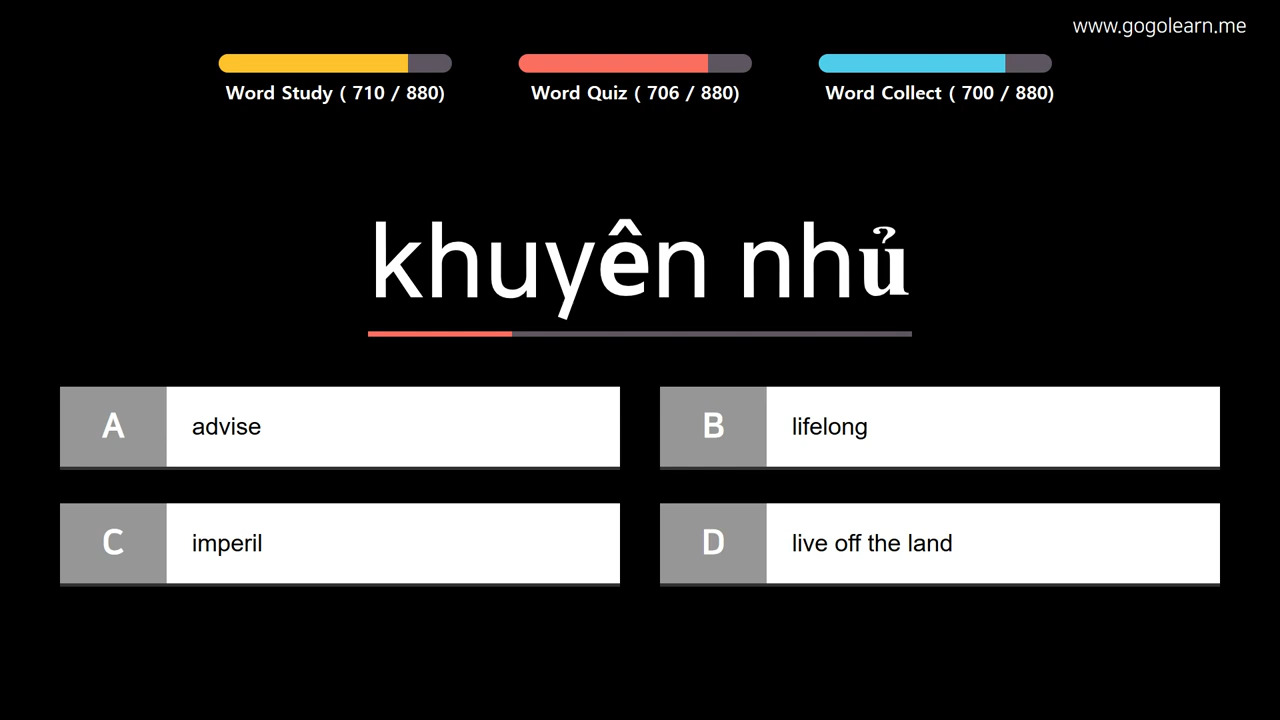 www.gogolearn.me
Word Study ( 710 / 880)
Word Quiz ( 706 / 880)
Word Collect ( 700 / 880)
khuyên nhủ
A advise
B lifelong
C imperil
D live off the land